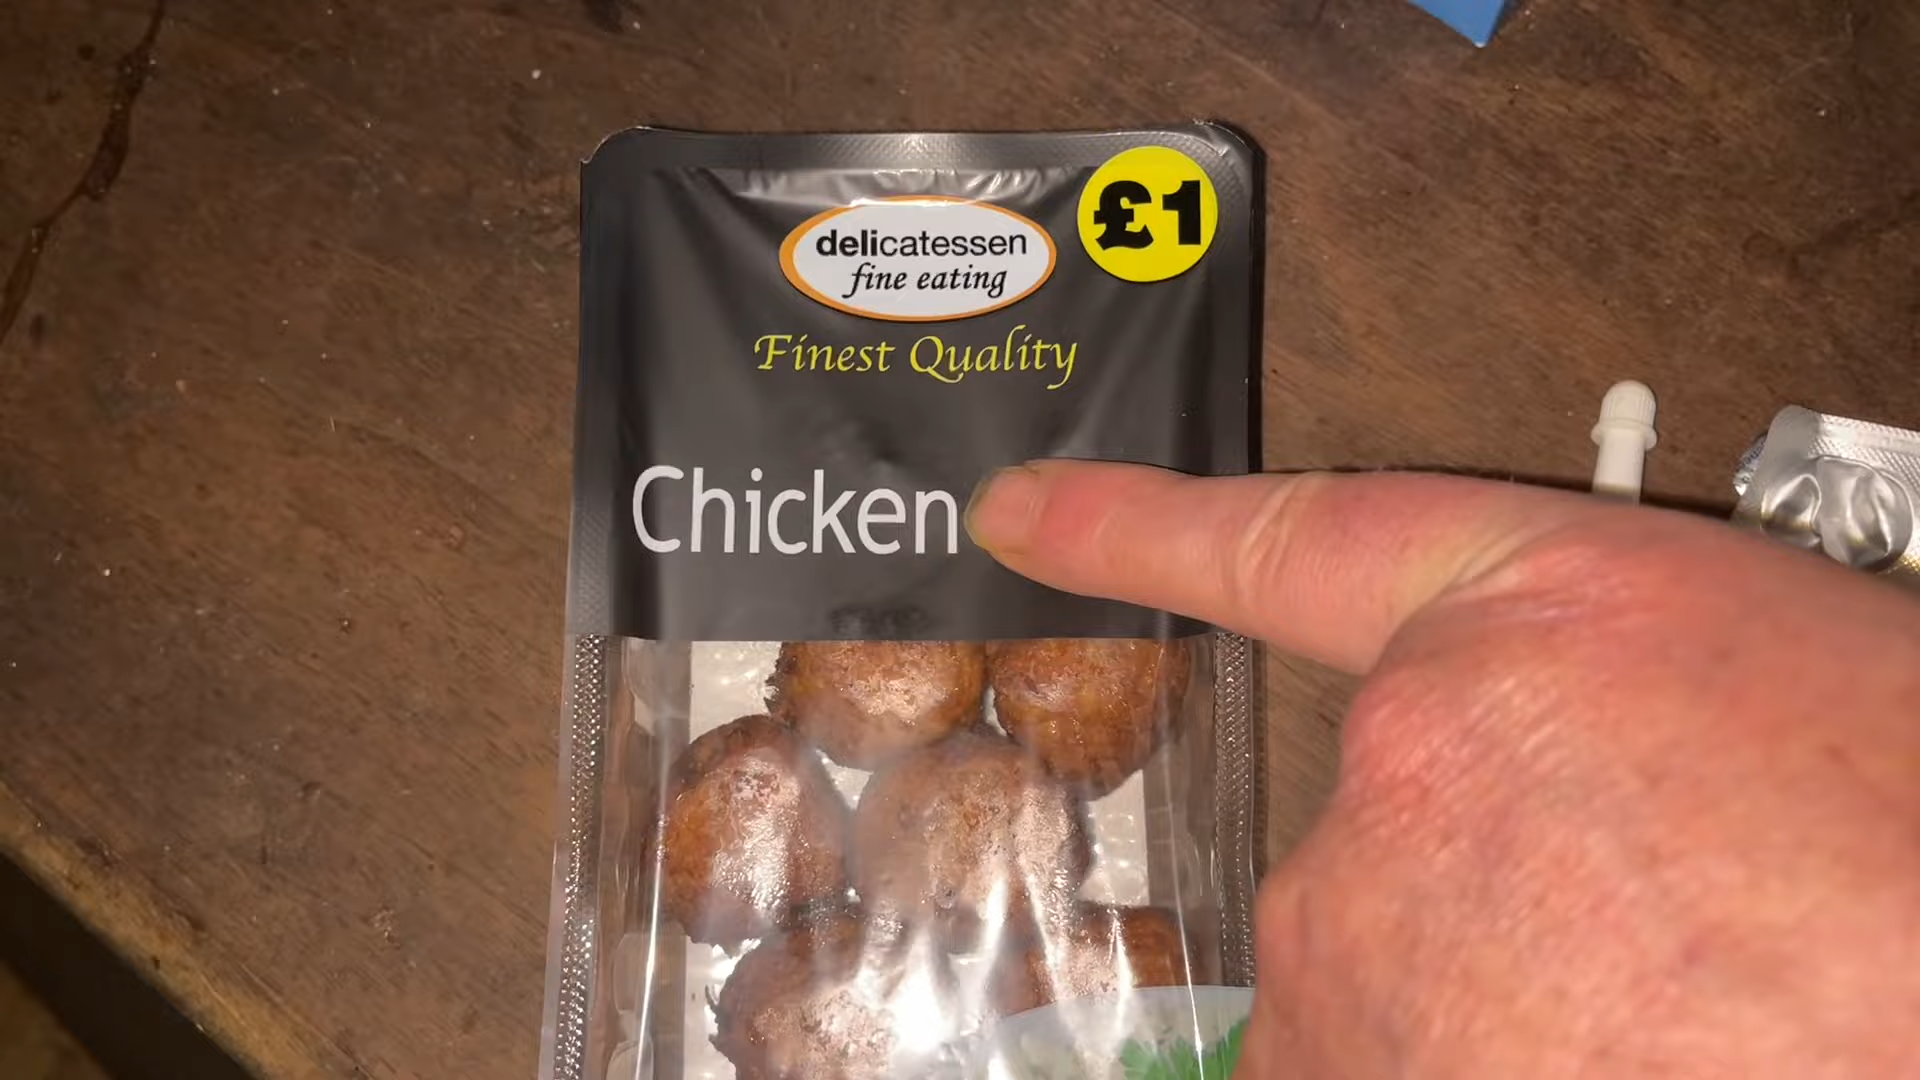 delicatessen
fine eating
£1
Finest Quality
Chicken